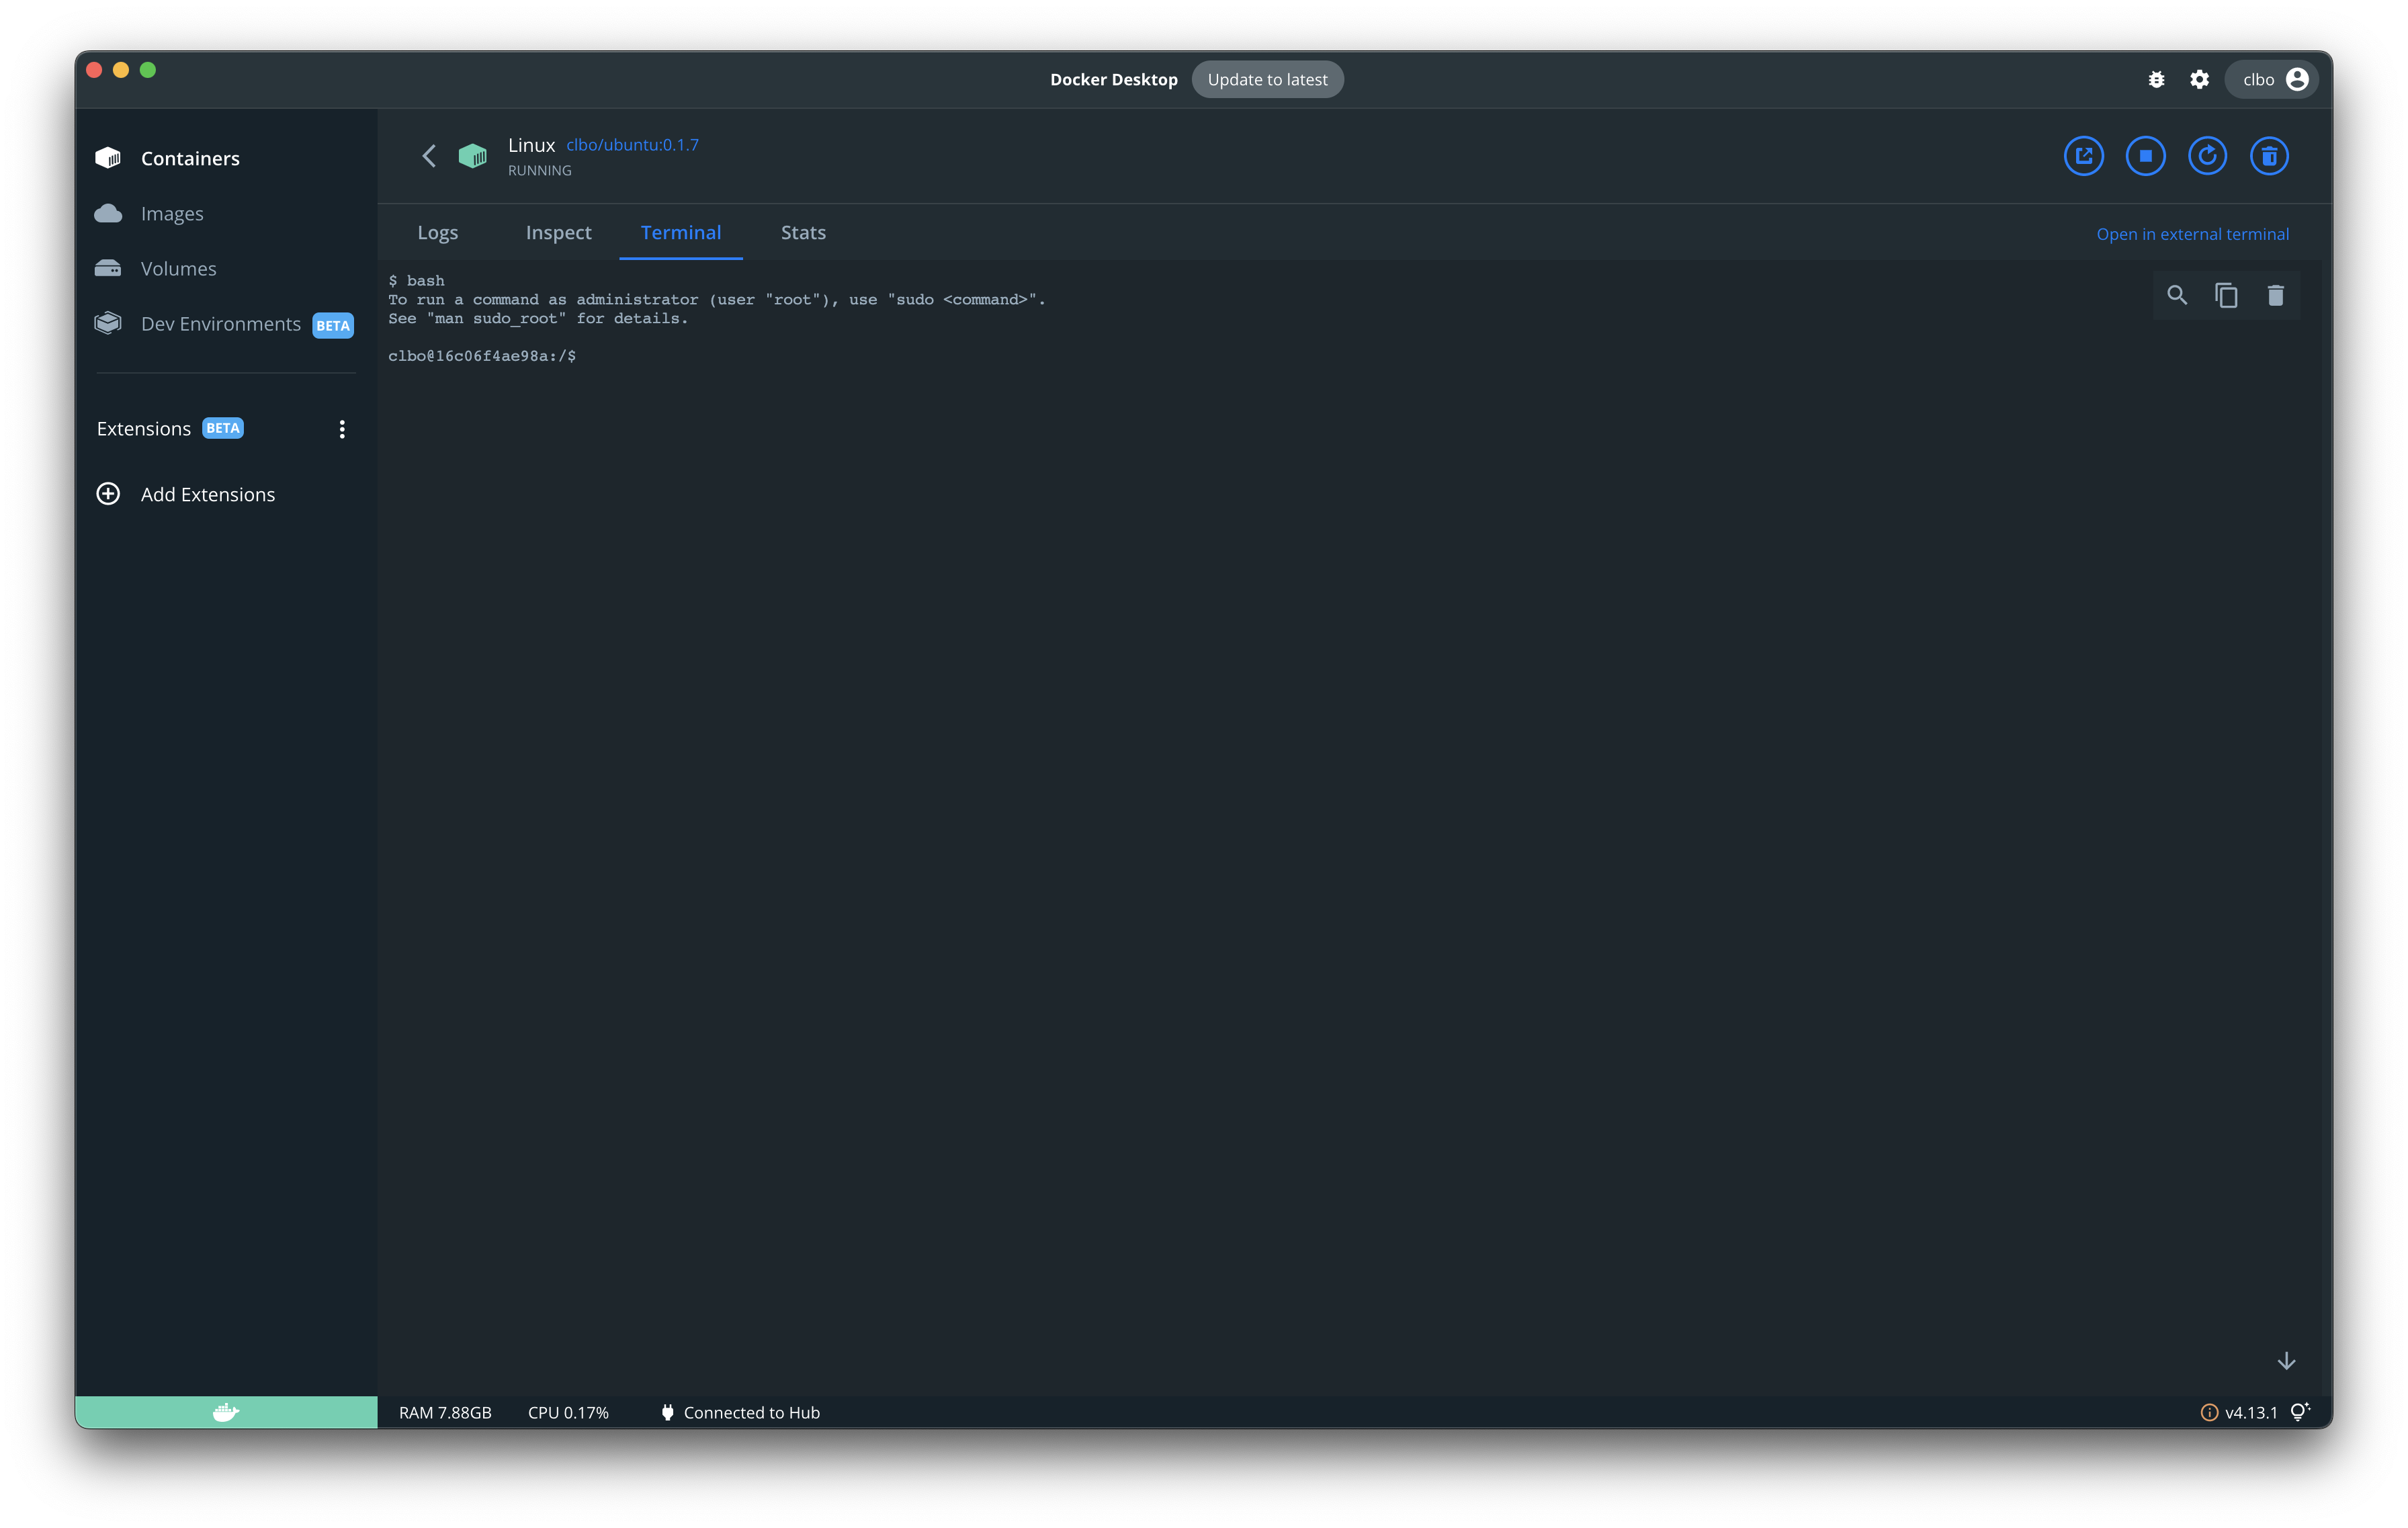 Docker Desktop Update to latest
clbo
Containers
Images
Volumes
Dev Environments BETA
Extensions BETA
Add Extensions
Linux clbo/ubuntu:0.1.7
RUNNING
Logs Inspect Terminal Stats Open in external terminal
$ bash
To run a command as administrator (user "root"), use "sudo <command>".
See "man sudo_root" for details.
clbo@16c06f4ae98a:/$
RAM 7.88GB CPU 0.17% Connected to Hub v4.13.1